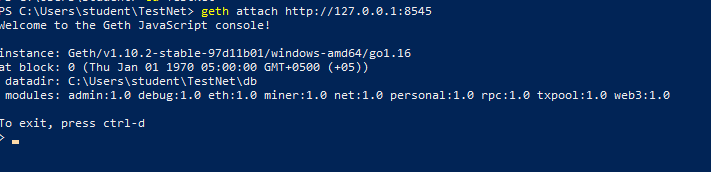 PS C:\Users\student\TestNet> geth attach http://127.0.0.1:8545
Welcome to the Geth JavaScript console!
instance: Geth/v1.10.2-stable-97d11b01/windows-amd64/go1.16
at block: 0 (Thu Jan 01 1970 05:00:00 GMT+0500 (+05))
datadir: C:\Users\student\TestNet\db
modules: admin:1.0 debug:1.0 eth:1.0 miner:1.0 net:1.0 personal:1.0 rpc:1.0 txpool:1.0 web3:1.0
To exit, press ctrl-d
>